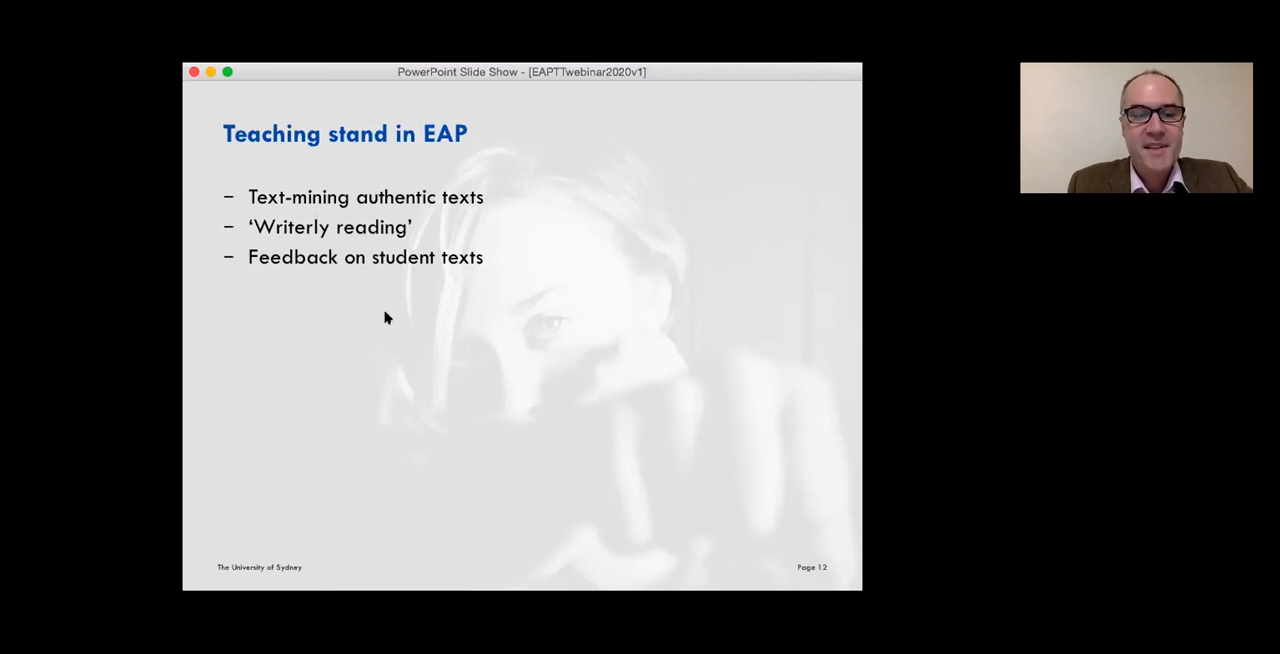 PowerPoint Slide Show - [EAPTTwebinar2020v1]
Teaching stand in EAP
– Text-mining authentic texts
– ‘Writerly reading’
– Feedback on student texts
The University of Sydney
Page 12